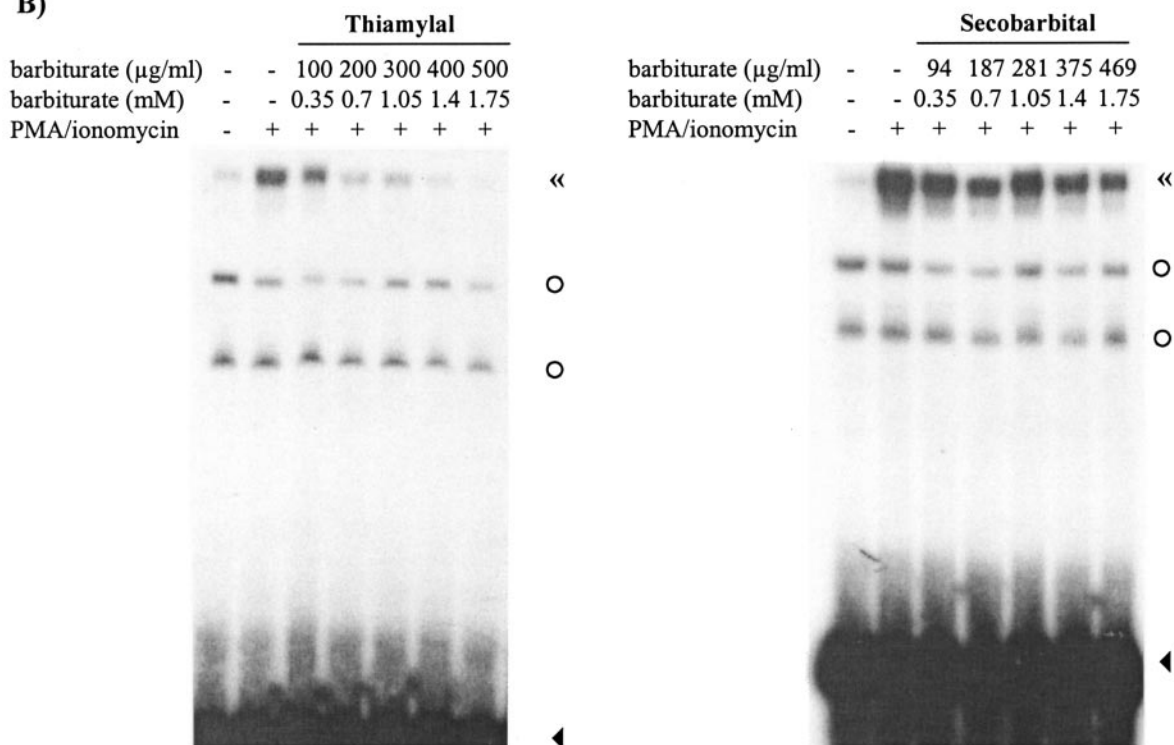 B)
Thiamylal
barbiturate (µg/ml) - - 100 200 300 400 500
barbiturate (mM) - - 0.35 0.7 1.05 1.4 1.75
PMA/ionomycin - + + + + + +
«
Secobarbital
barbiturate (µg/ml) - - 94 187 281 375 469
barbiturate (mM) - - 0.35 0.7 1.05 1.4 1.75
PMA/ionomycin - + + + + + +
«